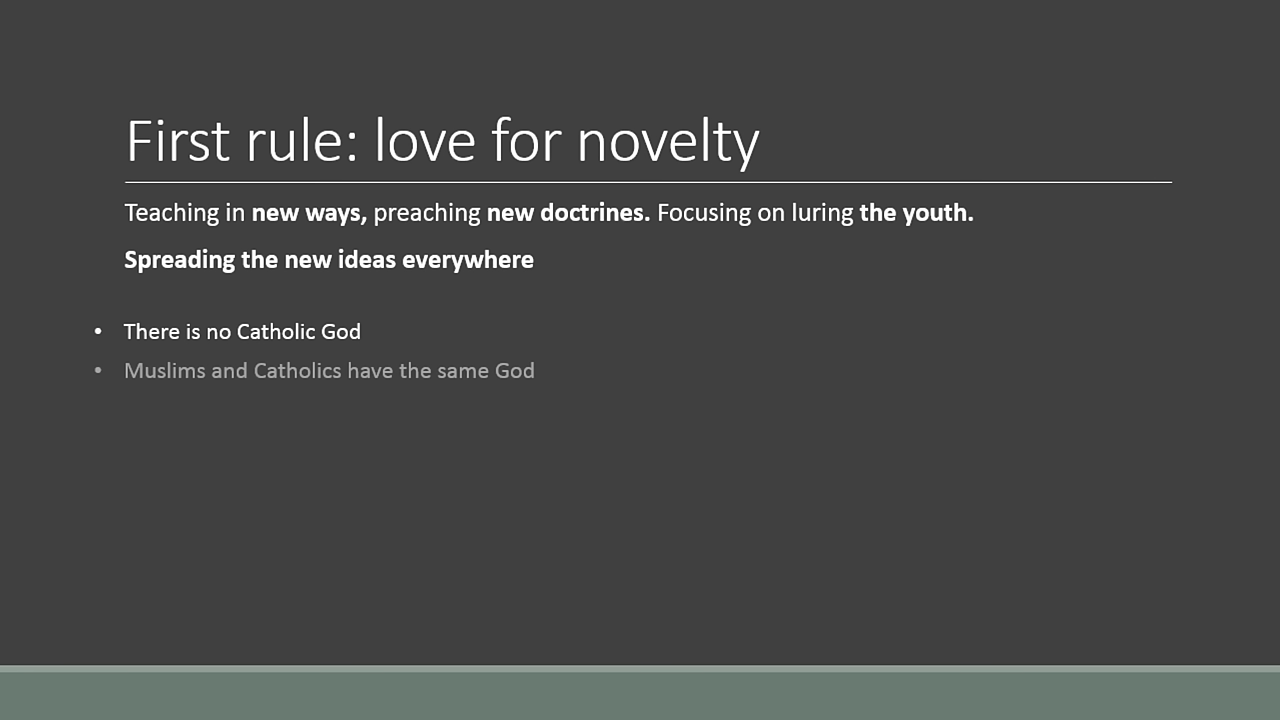 First rule: love for novelty
Teaching in new ways, preaching new doctrines. Focusing on luring the youth.
Spreading the new ideas everywhere
• There is no Catholic God
• Muslims and Catholics have the same God